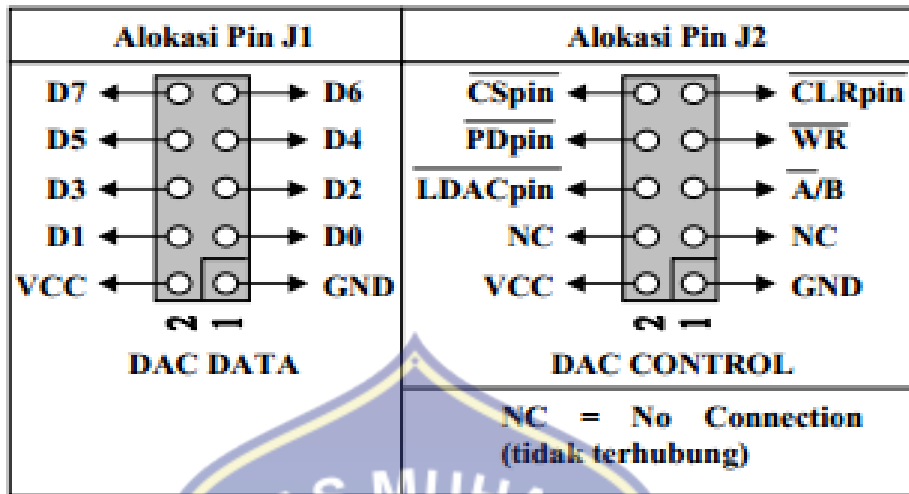 Alokasi Pin J1
Alokasi Pin J2
D7 D6
D5 D4
D3 D2
D1 D0
VCC GND
2 1
DAC DATA
CSpin CLRpin
PDpin WR
LDACpin A/B
NC NC
VCC GND
2 1
DAC CONTROL
NC = No Connection
(tidak terhubung)